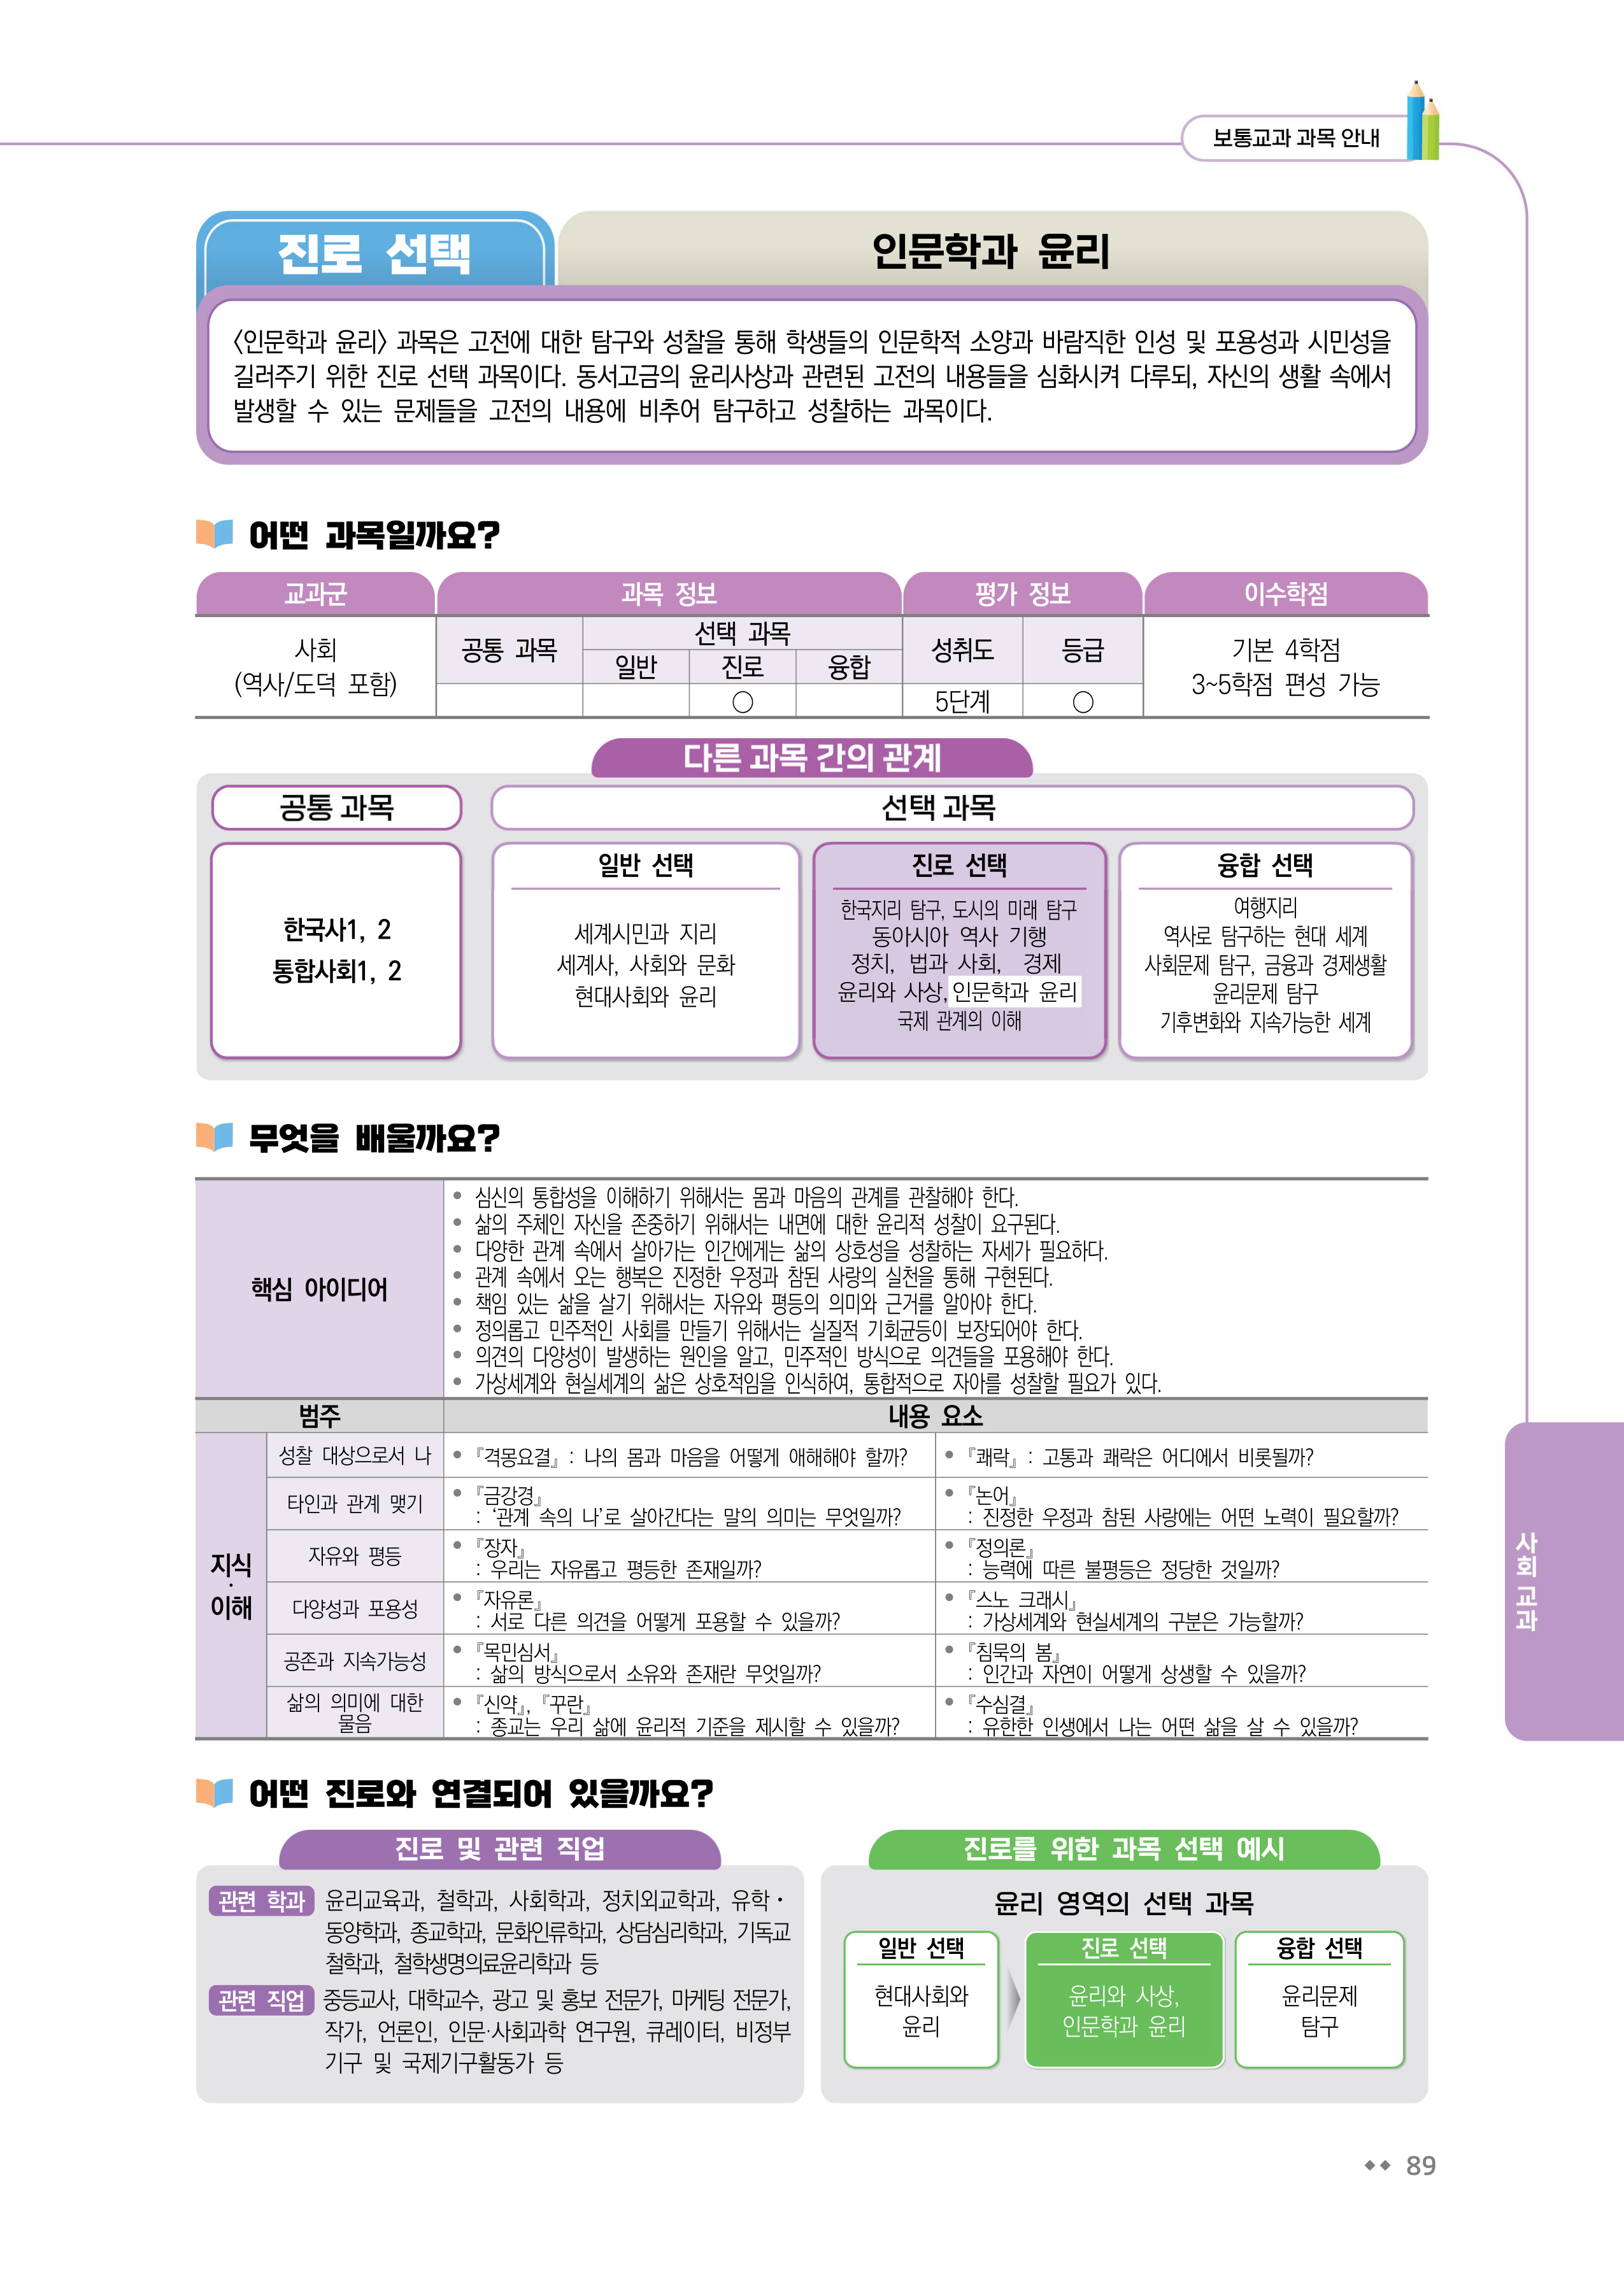 보통교과 과목 안내
진로 선택
인문학과 윤리
〈인문학과 윤리〉 과목은 고전에 대한 탐구와 성찰을 통해 학생들의 인문학적 소양과 바람직한 인성 및 포용성과 시민성을
길러주기 위한 진로 선택 과목이다. 동서고금의 윤리사상과 관련된 고전의 내용들을 심화시켜 다루되, 자신의 생활 속에서
발생할 수 있는 문제들을 고전의 내용에 비추어 탐구하고 성찰하는 과목이다.
어떤 과목일까요?
교과군 과목 정보 평가 정보 이수학점
사회
(역사/도덕 포함)
공통 과목
선택 과목
일반 진로 융합
성취도 등급
○
5단계 ○
기본 4학점
3~5학점 편성 가능
다른 과목 간의 관계
공통 과목
선택 과목
한국사1, 2
통합사회1, 2
일반 선택
세계시민과 지리
세계사, 사회와 문화
현대사회와 윤리
진로 선택
한국지리 탐구, 도시의 미래 탐구
동아시아 역사 기행
정치, 법과 사회, 경제
윤리와 사상, 인문학과 윤리
국제 관계의 이해
융합 선택
여행지리
역사로 탐구하는 현대 세계
사회문제 탐구, 금융과 경제생활
윤리문제 탐구
기후변화와 지속가능한 세계
무엇을 배울까요?
핵심 아이디어
• 심신의 통합성을 이해하기 위해서는 몸과 마음의 관계를 관찰해야 한다.
• 삶의 주체인 자신을 존중하기 위해서는 내면에 대한 윤리적 성찰이 요구된다.
• 다양한 관계 속에서 살아가는 인간에게는 삶의 상호성을 성찰하는 자세가 필요하다.
• 관계 속에서 오는 행복은 진정한 우정과 참된 사랑의 실천을 통해 구현된다.
• 책임 있는 삶을 살기 위해서는 자유와 평등의 의미와 근거를 알아야 한다.
• 정의롭고 민주적인 사회를 만들기 위해서는 실질적 기회균등이 보장되어야 한다.
• 의견의 다양성이 발생하는 원인을 알고, 민주적인 방식으로 의견들을 포용해야 한다.
• 가상세계와 현실세계의 삶은 상호적임을 인식하여, 통합적으로 자아를 성찰할 필요가 있다.
범주 내용 요소
지식
·
이해
성찰 대상으로서 나
• 『격몽요결』 : 나의 몸과 마음을 어떻게 애해해야 할까?
• 『쾌락』 : 고통과 쾌락은 어디에서 비롯될까?
타인과 관계 맺기
• 『금강경』
: ‘관계 속의 나’로 살아간다는 말의 의미는 무엇일까?
• 『논어』
: 진정한 우정과 참된 사랑에는 어떤 노력이 필요할까?
자유와 평등
• 『장자』
: 우리는 자유롭고 평등한 존재일까?
• 『정의론』
: 능력에 따른 불평등은 정당한 것일까?
다양성과 포용성
• 『자유론』
: 서로 다른 의견을 어떻게 포용할 수 있을까?
• 『스노 크래시』
: 가상세계와 현실세계의 구분은 가능할까?
공존과 지속가능성
• 『목민심서』
: 삶의 방식으로서 소유와 존재란 무엇일까?
• 『침묵의 봄』
: 인간과 자연이 어떻게 상생할 수 있을까?
삶의 의미에 대한
물음
• 『신약』, 『꾸란』
: 종교는 우리 삶에 윤리적 기준을 제시할 수 있을까?
• 『수심결』
: 유한한 인생에서 나는 어떤 삶을 살 수 있을까?
어떤 진로와 연결되어 있을까요?
진로 및 관련 직업
관련 학과 윤리교육과, 철학과, 사회학과, 정치외교학과, 유학・
동양학과, 종교학과, 문화인류학과, 상담심리학과, 기독교
철학과, 철학생명의료윤리학과 등
관련 직업 중등교사, 대학교수, 광고 및 홍보 전문가, 마케팅 전문가,
작가, 언론인, 인문·사회과학 연구원, 큐레이터, 비정부
기구 및 국제기구활동가 등
진로를 위한 과목 선택 예시
윤리 영역의 선택 과목
일반 선택
현대사회와
윤리
진로 선택
윤리와 사상,
인문학과 윤리
융합 선택
윤리문제
탐구
사회 교과
89